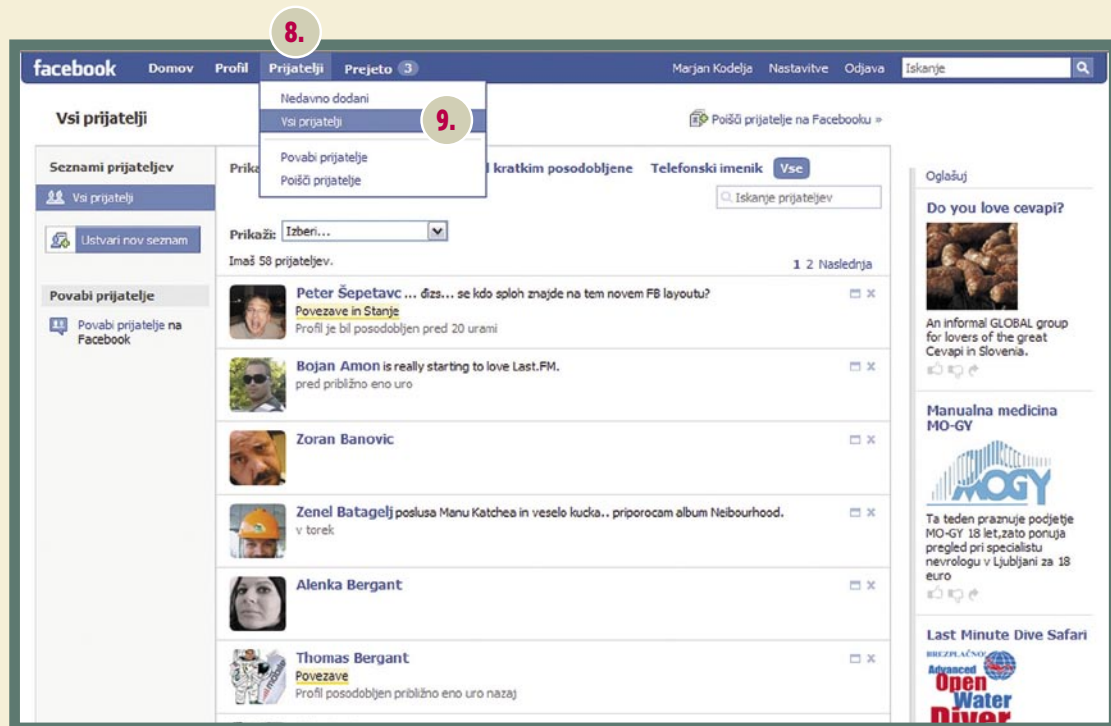 8.
facebook Domov Profil Prijatelji Prejeto 3 Marjan Kodelja Nastavitve Odjava Iskanje
Nedavno dodani
Vsi prijatelji
9.
Povabi prijatelje
Poišči prijatelje
Vsi prijatelji
Poišči prijatelje na Facebooku »
Seznami prijateljev
Vsi prijatelji
Ustvari nov seznam
Povabi prijatelje
Povabi prijatelje na
Facebook
kratkim posodobljene Telefonski imenik Vse
Iskanje prijateljev
Prikaži: Izberi...
Imaš 58 prijateljev.
1 2 Naslednja
Peter Šepetavc ... đizs... se kdo sploh znajde na tem novem FB layoutu?
Povezave in Stanje
Profil je bil posodobljen pred 20 urami
Bojan Amon is really starting to love Last.FM.
pred približno eno uro
Zoran Banovic
Zenel Batagelj poslusa Manu Katchea in veselo kucka.. priporocam album Neibourhood.
v torek
Alenka Bergant
Thomas Bergant
Povezave
Profil posodobljen približno eno uro nazaj
Oglašuj
Do you love cevapi?
An informal GLOBAL group
for lovers of the great
Cevapi in Slovenia.
Manualna medicina
MO-GY
MOGY
Ta teden praznuje podjetje
MO-GY 18 let,zato ponuja
pregled pri specialistu
nevrologu v Ljubljani za 18
euro
Last Minute Dive Safari
BREZPLAČNO!
Advanced
Open
Water
Diver